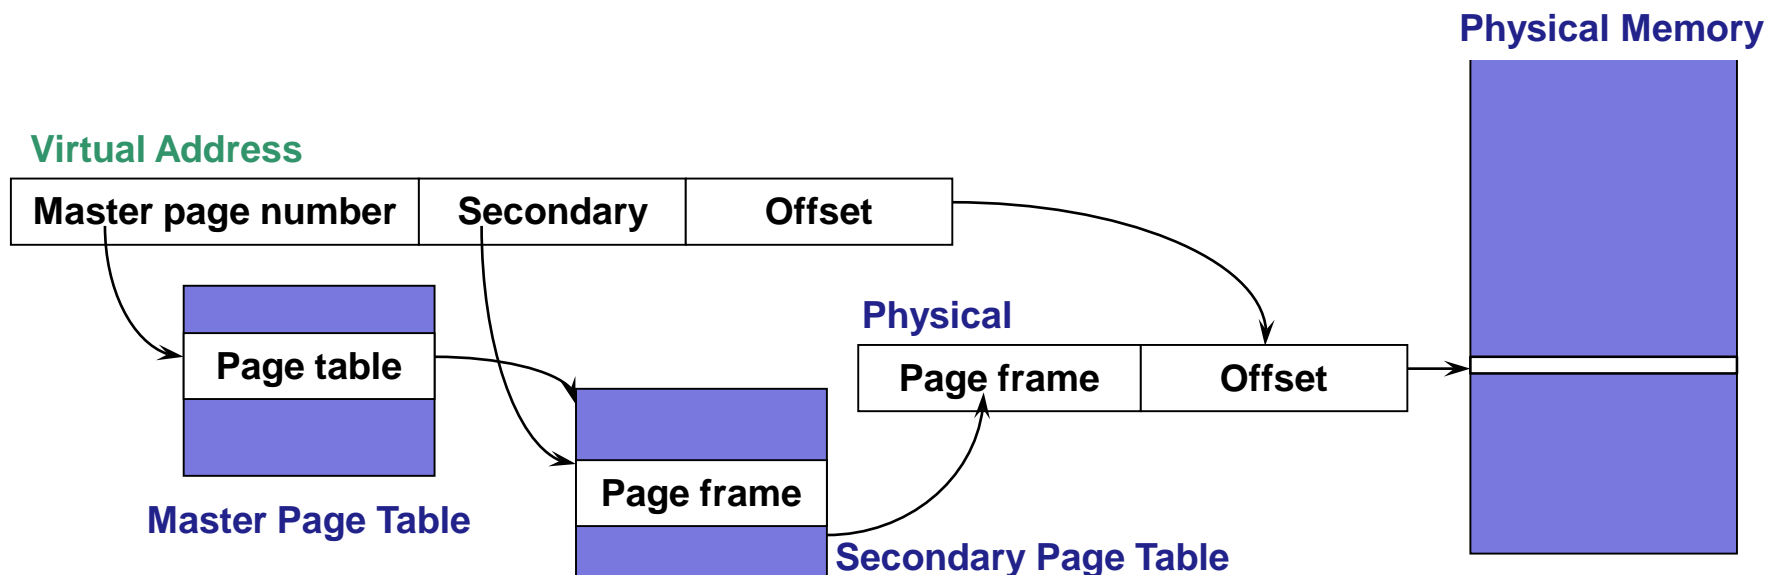 Physical Memory
Virtual Address
Master page number Secondary Offset
Physical
Page table
Page frame Offset
Page frame
Master Page Table
Secondary Page Table